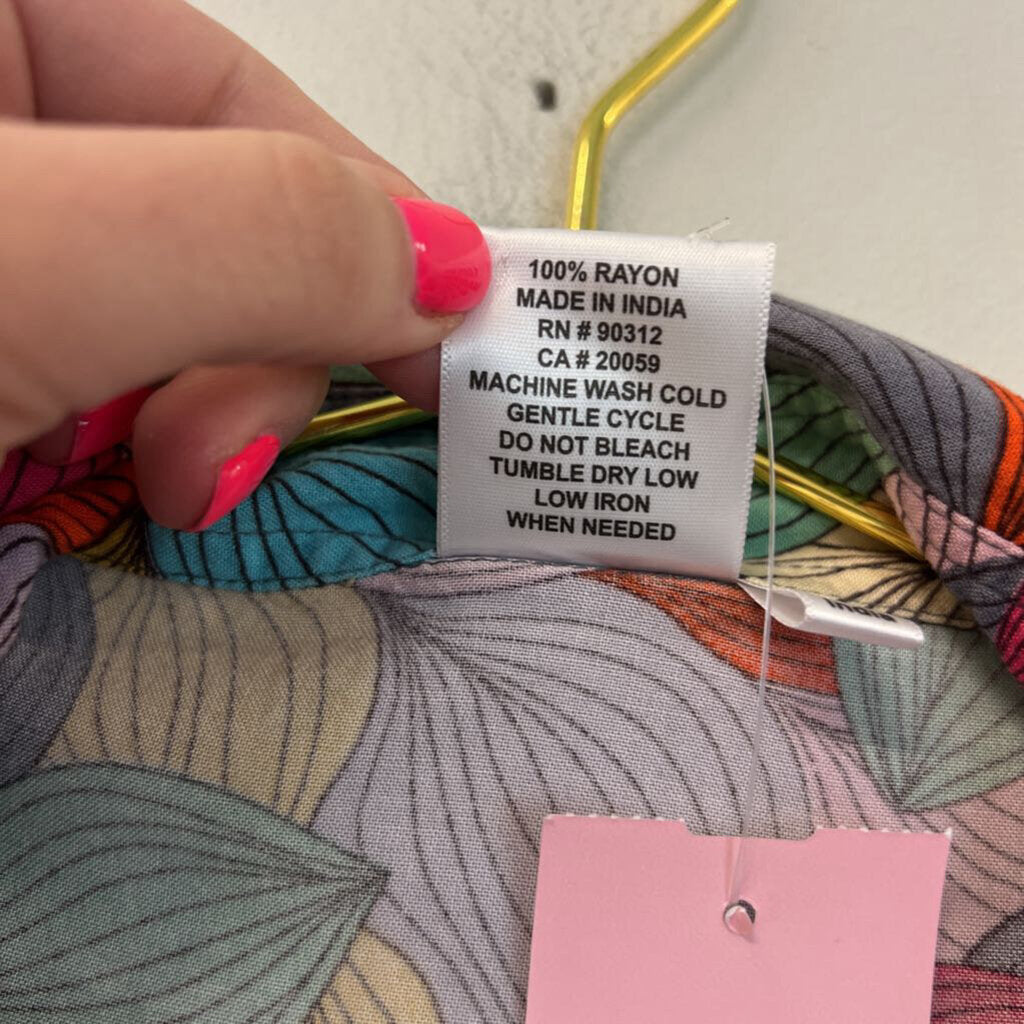 100% RAYON
MADE IN INDIA
RN # 90312
CA # 20059
MACHINE WASH COLD
GENTLE CYCLE
DO NOT BLEACH
TUMBLE DRY LOW
LOW IRON
WHEN NEEDED